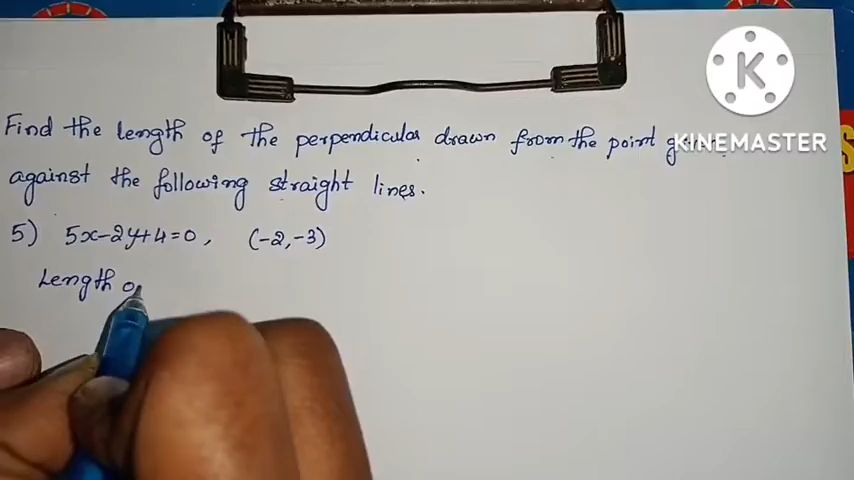 KINEMASTER
Find the length of the perpendicular drawn from the point
against the following straight lines.
5) 5x-2y+4=0, (-2,-3)
Length o